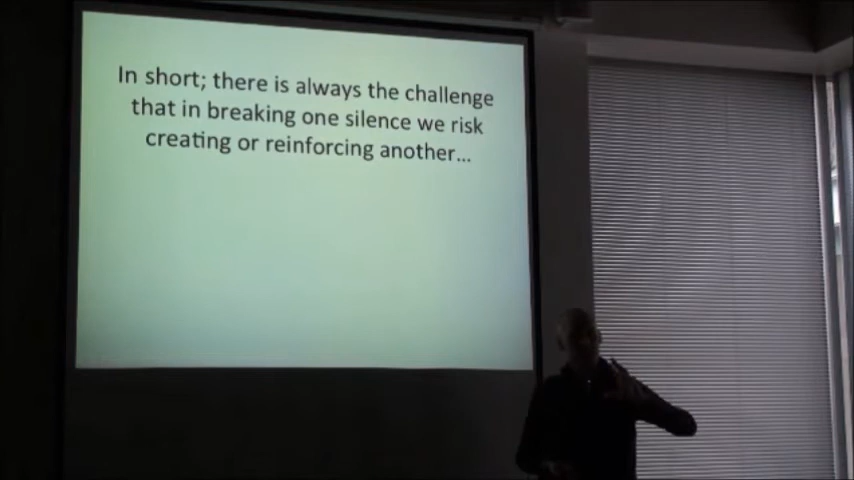 In short; there is always the challenge
that in breaking one silence we risk
creating or reinforcing another...